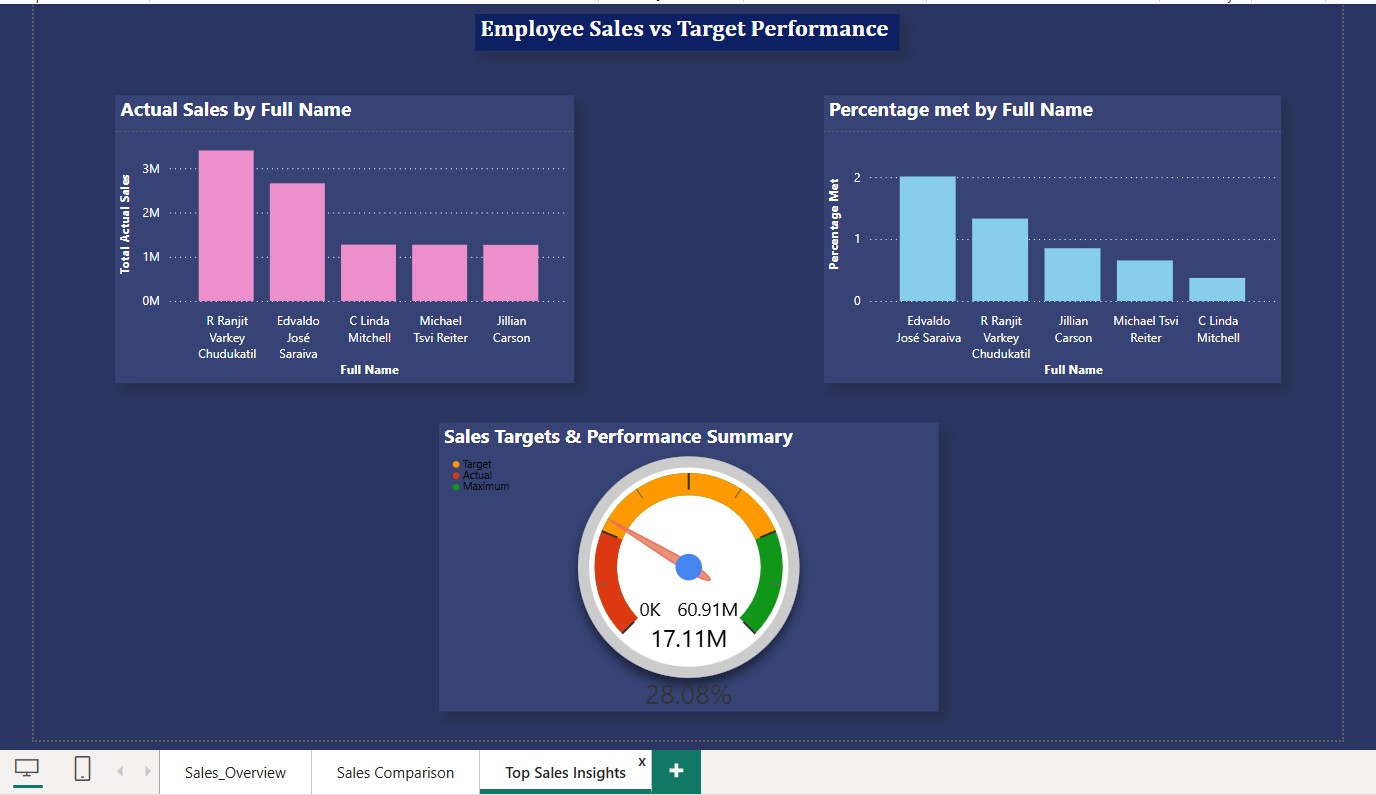 Employee Sales vs Target Performance
Actual Sales by Full Name
Total Actual Sales
3M
2M
1M
0M
R Ranjit
Varkey
Chudukatil
Edvaldo
José
Saraiva
C Linda
Mitchell
Michael
Tsvi Reiter
Jillian
Carson
Full Name
Percentage met by Full Name
Percentage Met
2
1
0
Edvaldo
José Saraiva
R Ranjit
Varkey
Chudukatil
Jillian
Carson
Michael Tsvi
Reiter
C Linda
Mitchell
Full Name
Sales Targets & Performance Summary
Target
Actual
Maximum
0K 60.91M
17.11M
28.08%
Sales_Overview
Sales Comparison
Top Sales Insights
x
+